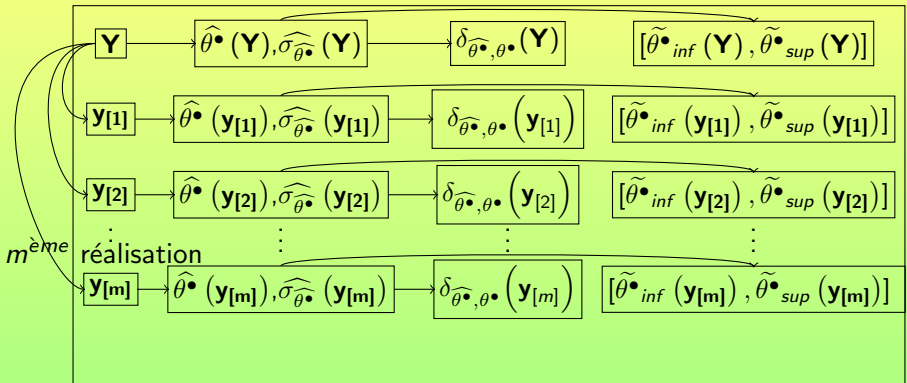 Y θ̂• (Y), σ̂_θ̂• (Y) δ_θ̂•,θ• (Y) [θ̃•_inf (Y) , θ̃•_sup (Y)]
y[1] θ̂• (y[1]), σ̂_θ̂• (y[1]) δ_θ̂•,θ• (y[1]) [θ̃•_inf (y[1]) , θ̃•_sup (y[1])]
y[2] θ̂• (y[2]), σ̂_θ̂• (y[2]) δ_θ̂•,θ• (y[2]) [θ̃•_inf (y[2]) , θ̃•_sup (y[2])]
⋮ ⋮ ⋮ ⋮
m^ème réalisation
y[m] θ̂• (y[m]), σ̂_θ̂• (y[m]) δ_θ̂•,θ• (y[m]) [θ̃•_inf (y[m]) , θ̃•_sup (y[m])]